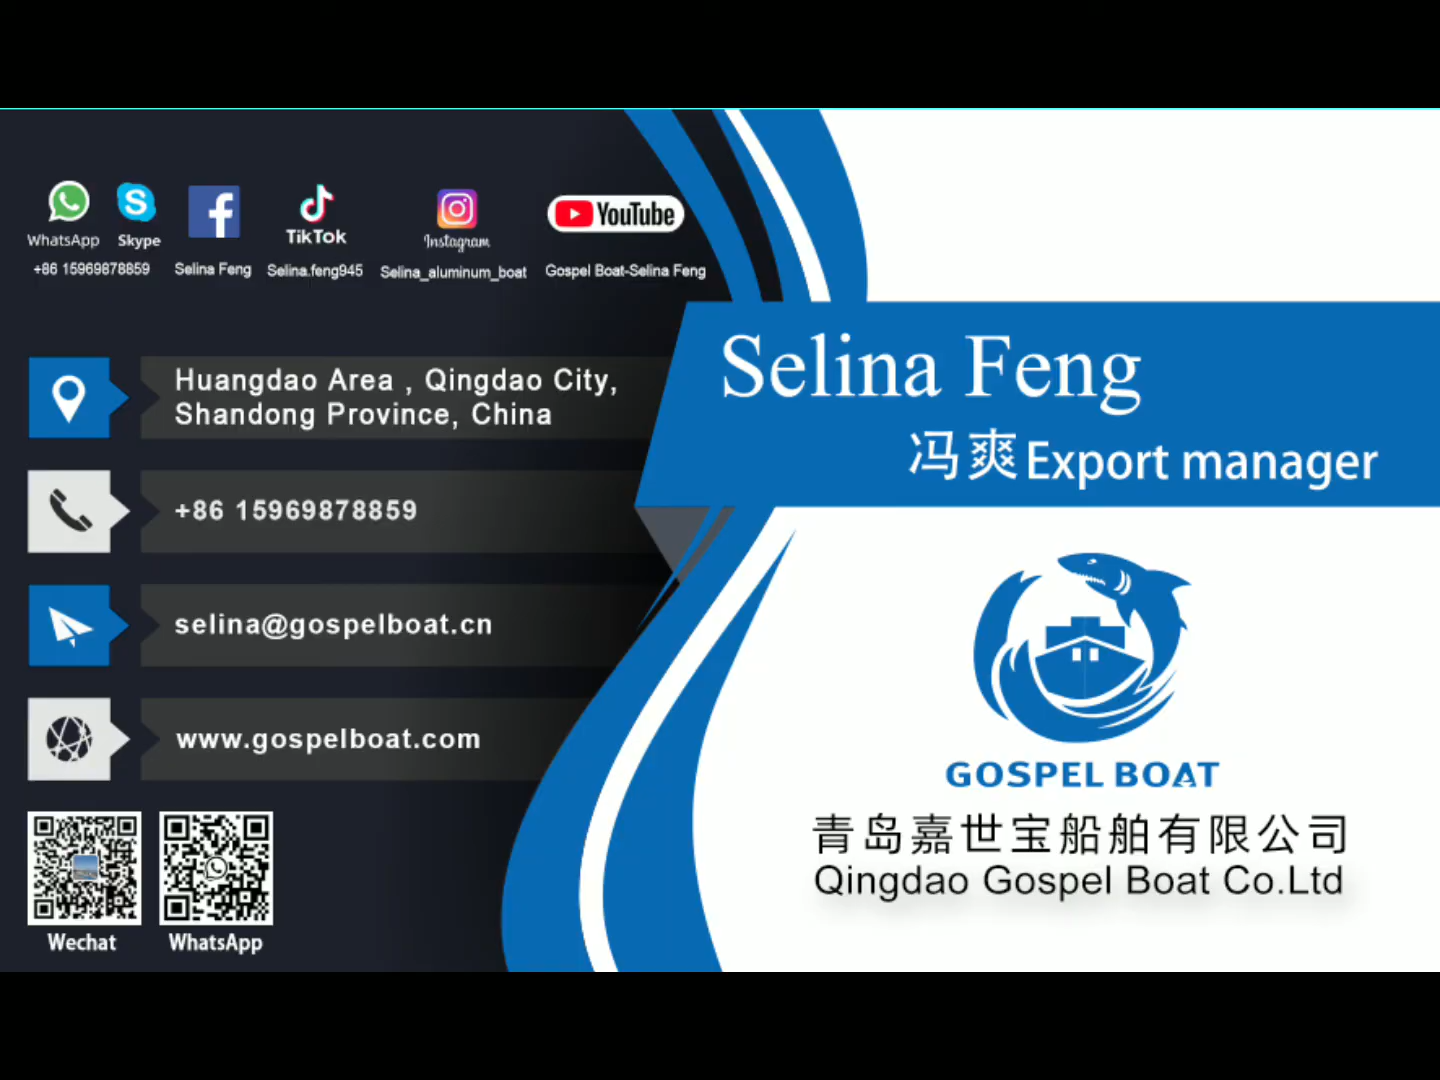 WhatsApp
Skype
+86 15969878859
Selina Feng
TikTok
Selina.feng945
Instagram
Selina_aluminum_boat
YouTube
Gospel Boat-Selina Feng
Huangdao Area , Qingdao City,
Shandong Province, China
+86 15969878859
selina@gospelboat.cn
www.gospelboat.com
Wechat
WhatsApp
Selina Feng
冯爽 Export manager
GOSPEL BOAT
青岛嘉世宝船舶有限公司
Qingdao Gospel Boat Co.Ltd